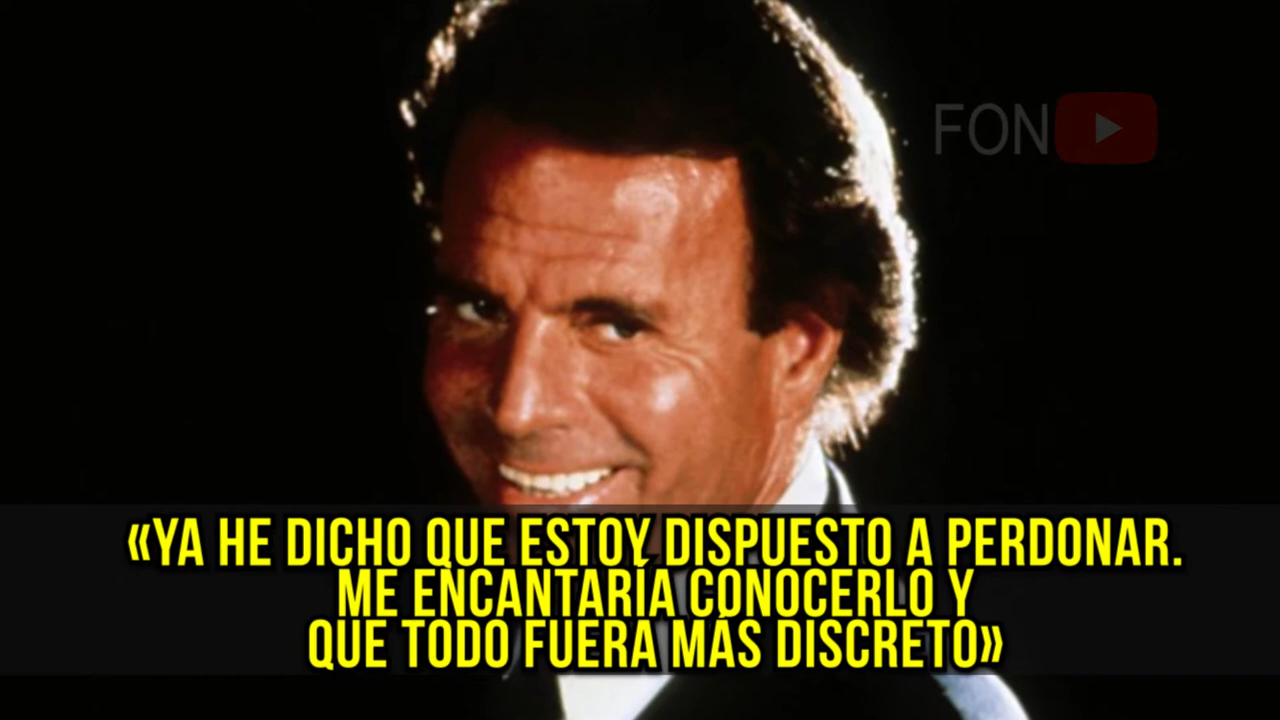 FON
«YA HE DICHO QUE ESTOY DISPUESTO A PERDONAR.
ME ENCANTARÍA CONOCERLO Y
QUE TODO FUERA MÁS DISCRETO»